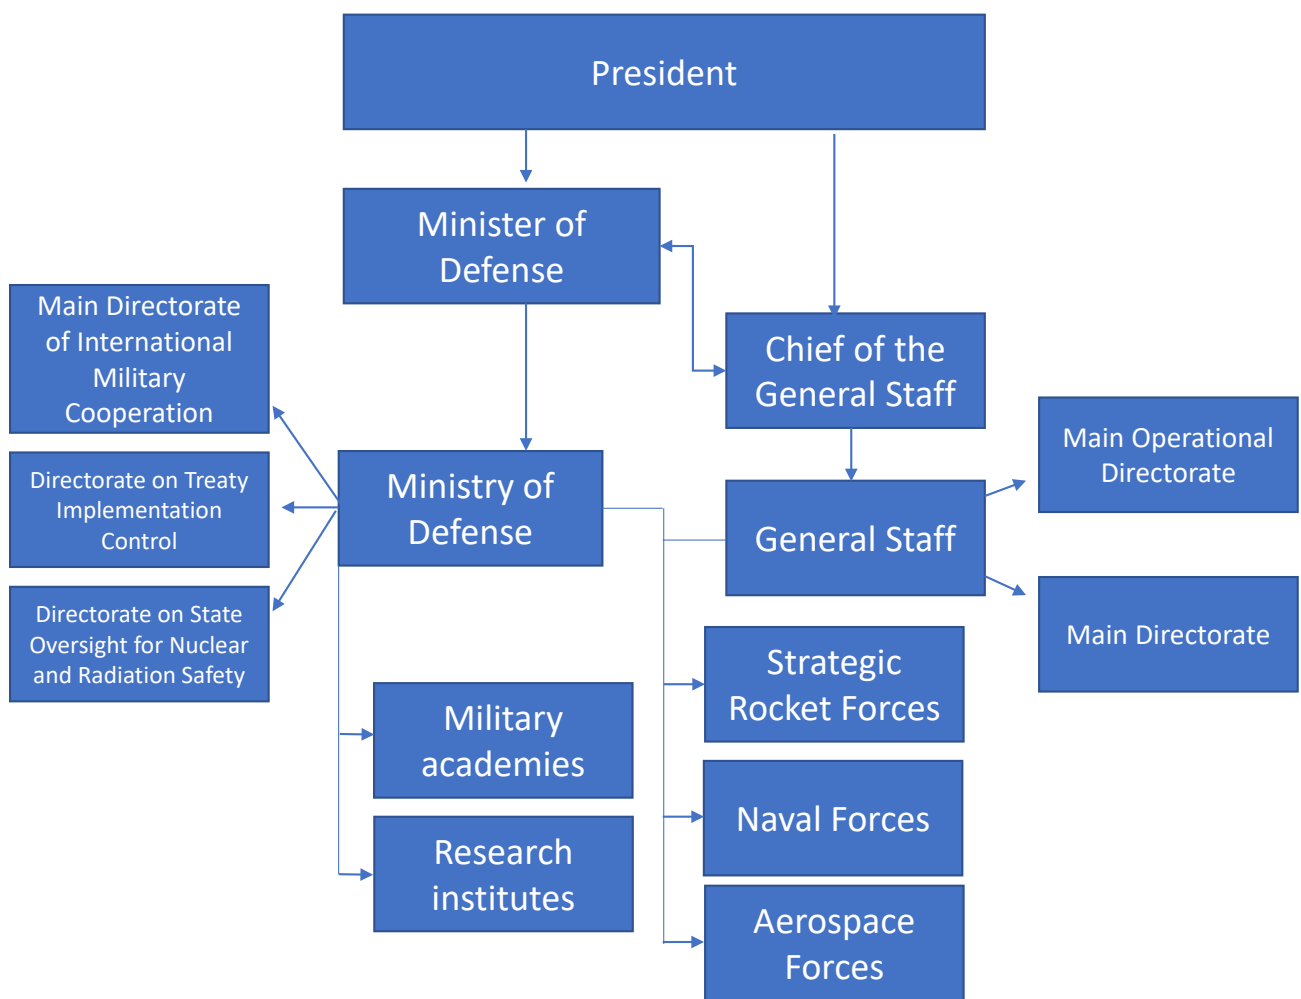 President
Minister of
Defense
Main Directorate
of International
Military
Cooperation
Chief of the
General Staff
Main Operational
Directorate
Directorate on Treaty
Implementation
Control
Ministry of
Defense
General Staff
Directorate on State
Oversight for Nuclear
and Radiation Safety
Main Directorate
Strategic
Rocket Forces
Military
academies
Naval Forces
Research
institutes
Aerospace
Forces